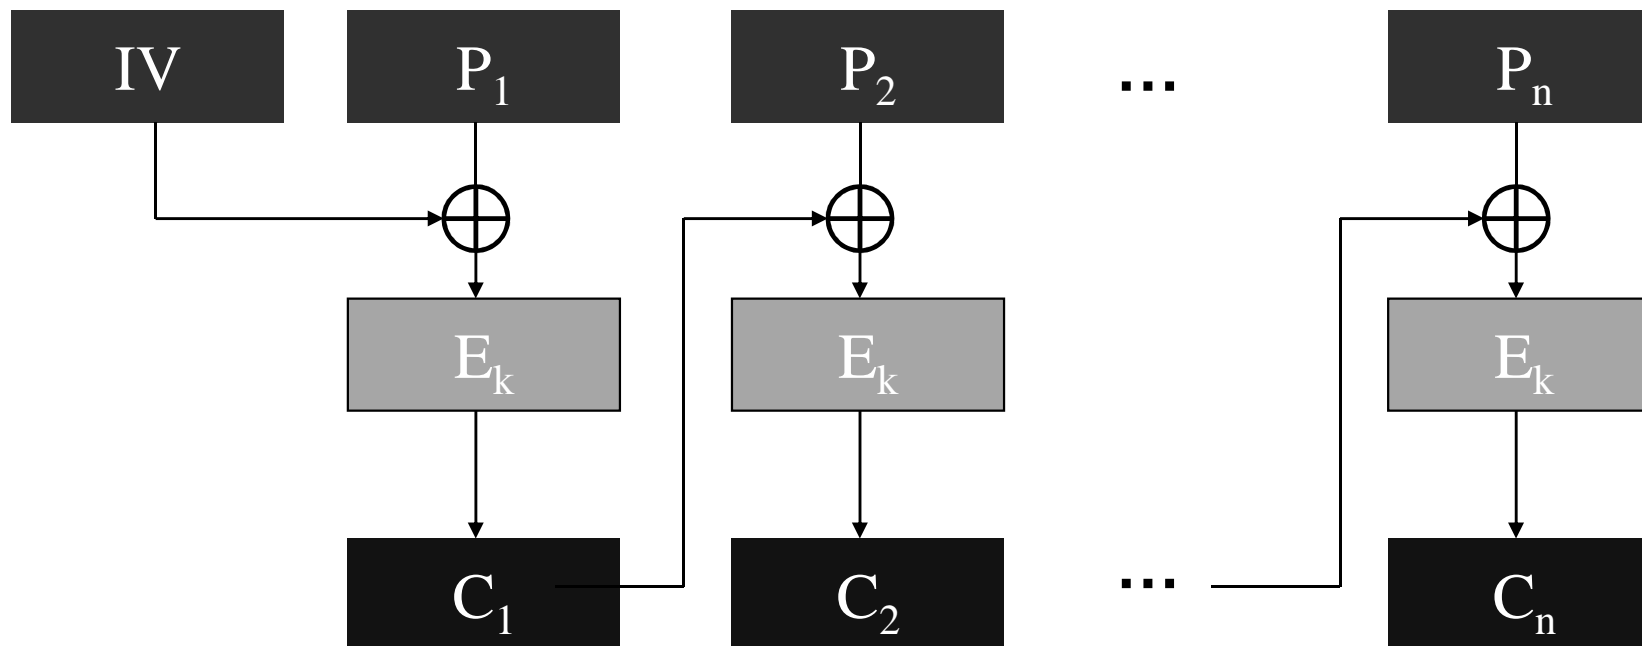 IV P₁ P₂ ... Pₙ
Eₖ Eₖ Eₖ
C₁ C₂ ... Cₙ